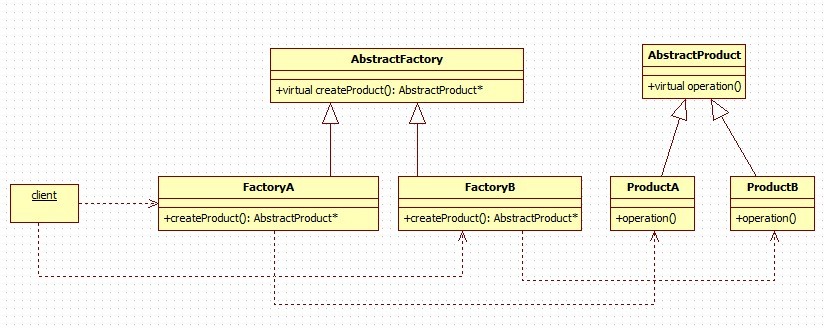 AbstractFactory
+virtual createProduct(): AbstractProduct*
AbstractProduct
+virtual operation()
client
FactoryA
+createProduct(): AbstractProduct*
FactoryB
+createProduct(): AbstractProduct*
ProductA
+operation()
ProductB
+operation()